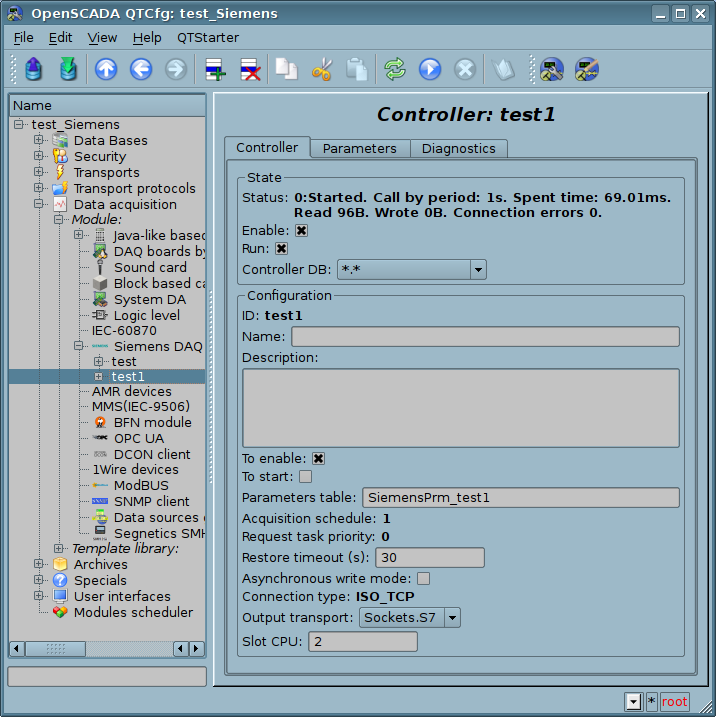 OpenSCADA QTCfg: test_Siemens
File Edit View Help QTStarter
Name
test_Siemens
Data Bases
Security
Transports
Transport protocols
Data acquisition
Module:
Java-like based
DAQ boards by
Sound card
Block based ca
System DA
Logic level
IEC-60870
Siemens DAQ
test
test1
AMR devices
MMS(IEC-9506)
BFN module
OPC UA
DCON client
1Wire devices
ModBUS
SNMP client
Data sources
Segnetics SMH
Template library:
Archives
Specials
User interfaces
Modules scheduler
Controller: test1
Controller Parameters Diagnostics
State
Status: 0:Started. Call by period: 1s. Spent time: 69.01ms.
Read 96B. Wrote 0B. Connection errors 0.
Enable:
Run:
Controller DB: *.*
Configuration
ID: test1
Name:
Description:
To enable:
To start:
Parameters table: SiemensPrm_test1
Acquisition schedule: 1
Request task priority: 0
Restore timeout (s): 30
Asynchronous write mode:
Connection type: ISO_TCP
Output transport: Sockets.S7
Slot CPU: 2
* root